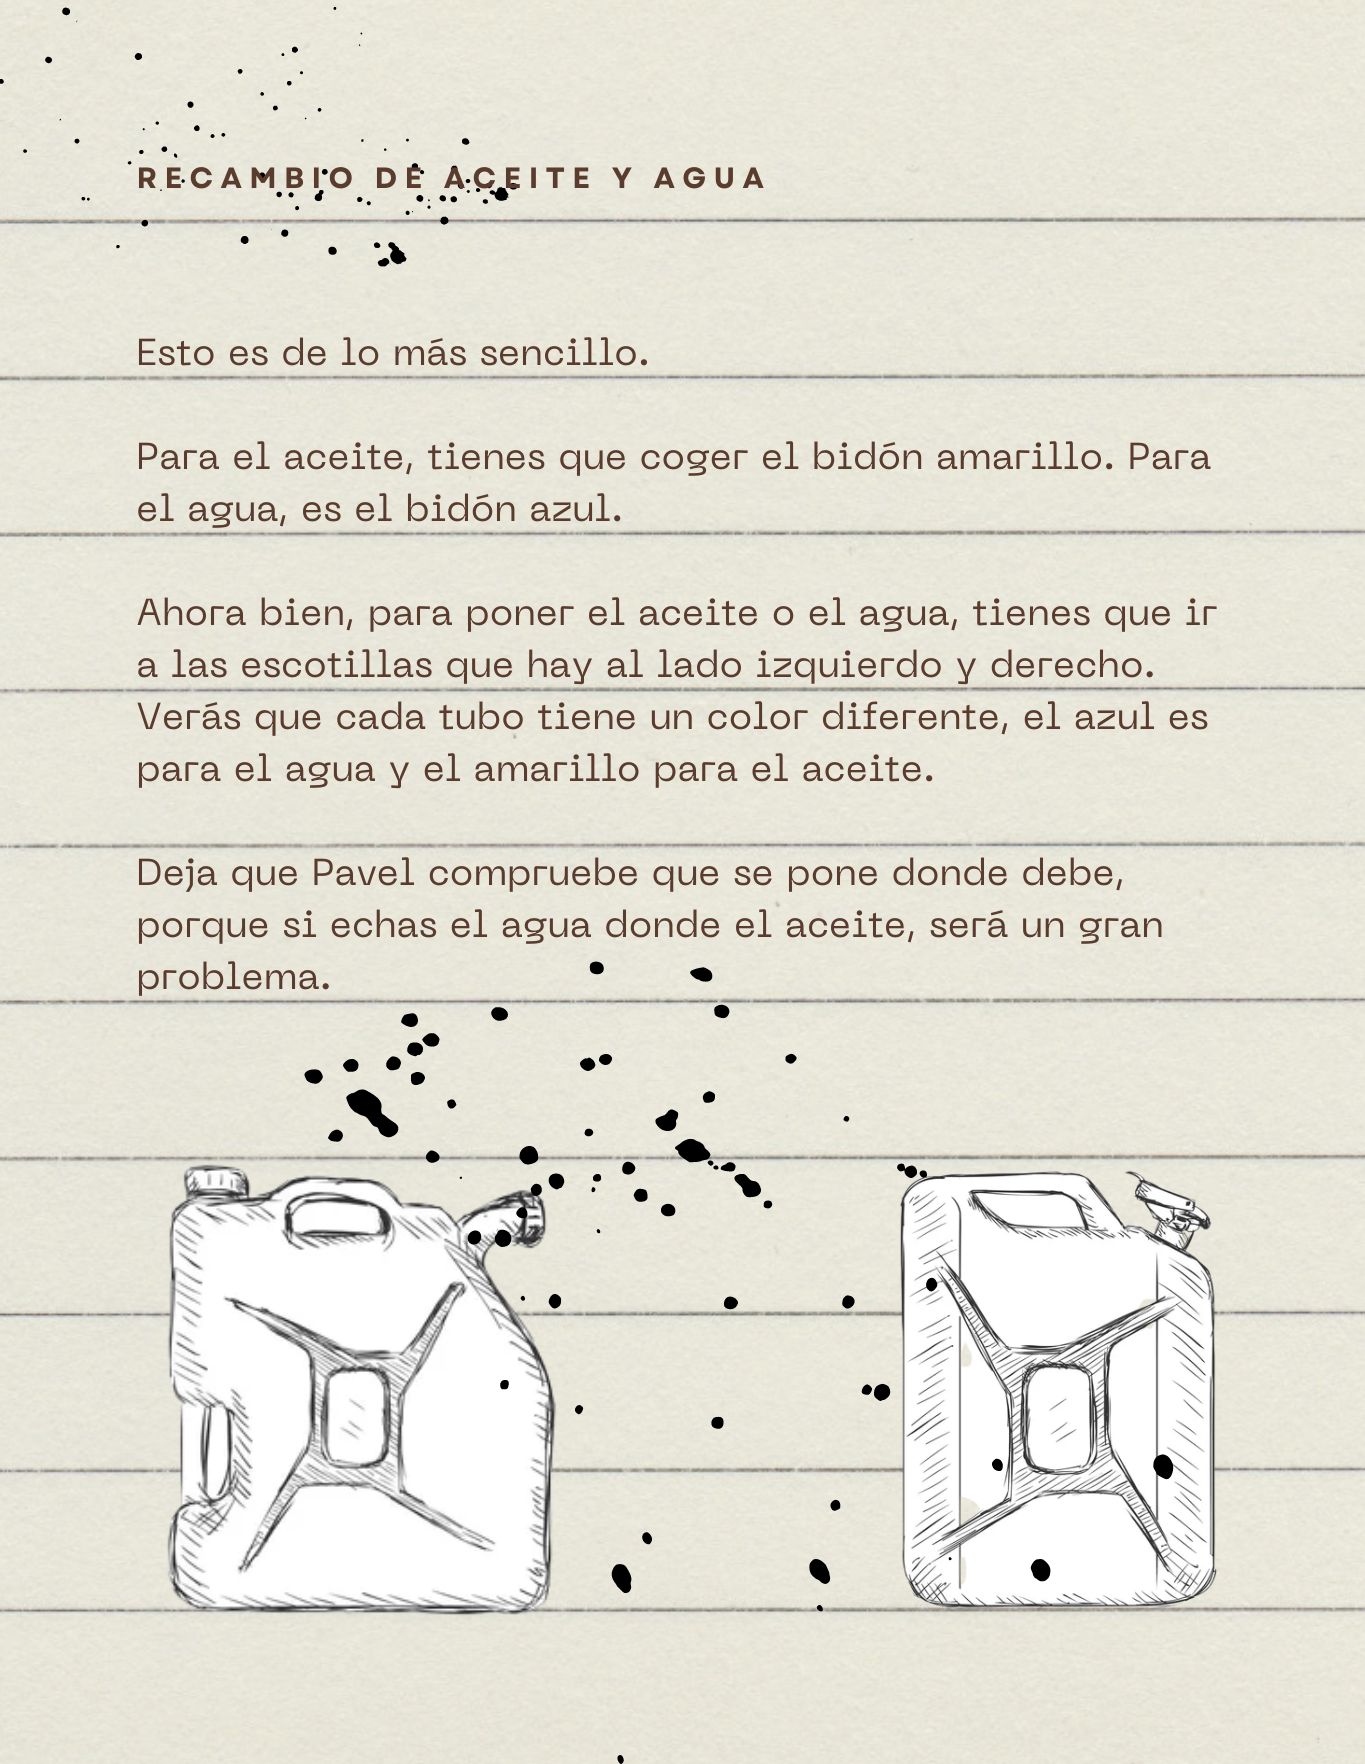 RECAMBIO DE ACEITE Y AGUA
Esto es de lo más sencillo.
Para el aceite, tienes que coger el bidón amarillo. Para
el agua, es el bidón azul.
Ahora bien, para poner el aceite o el agua, tienes que ir
a las escotillas que hay al lado izquierdo y derecho.
Verás que cada tubo tiene un color diferente, el azul es
para el agua y el amarillo para el aceite.
Deja que Pavel compruebe que se pone donde debe,
porque si echas el agua donde el aceite, será un gran
problema.